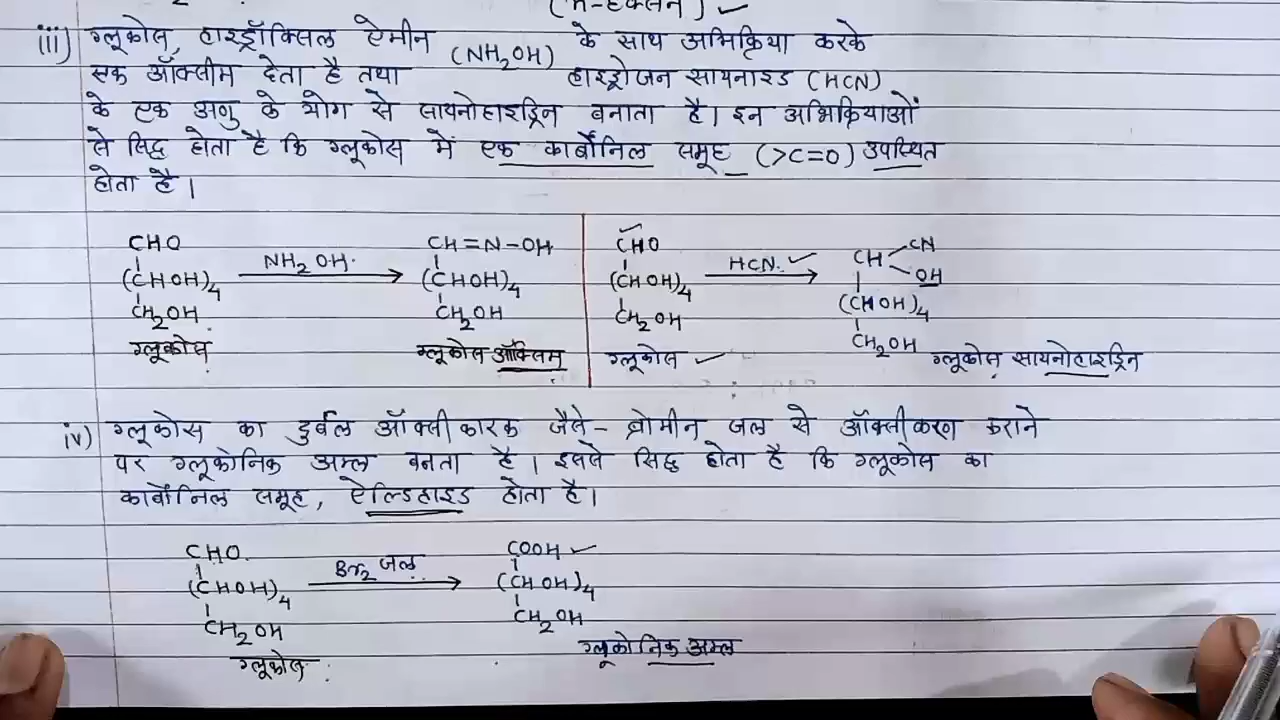 (n-हेक्सेन) ✓
iii) ग्लूकोस, हाइड्रॉक्सिल ऐमीन (NH2OH) के साथ अभिक्रिया करके
एक ऑक्सीम देता है तथा हाइड्रोजन सायनाइड (HCN)
के एक अणु के योग से सायनोहाइड्रिन बनाता है। इन अभिक्रियाओं
से सिद्ध होता है कि ग्लूकोस में एक कार्बोनिल समूह (>C=O) उपस्थित
होता है।
CHO
(CHOH)4
CH2OH
ग्लूकोस
NH2OH
CH=N-OH
(CHOH)4
CH2OH
ग्लूकोस ऑक्सिम
CHO
(CHOH)4
CH2OH
ग्लूकोस ✓
HCN ✓
CH CN
OH
(CHOH)4
CH2OH
ग्लूकोस सायनोहाइड्रिन
iv) ग्लूकोस का दुर्बल ऑक्सीकारक जैसे - ब्रोमीन जल से ऑक्सीकरण कराने
पर ग्लूकोनिक अम्ल बनता है। इससे सिद्ध होता है कि ग्लूकोस का
कार्बोनिल समूह, ऐल्डिहाइड होता है।
CHO
(CHOH)4
CH2OH
ग्लूकोस
Br2 जल
COOH ✓
(CHOH)4
CH2OH
ग्लूकोनिक अम्ल